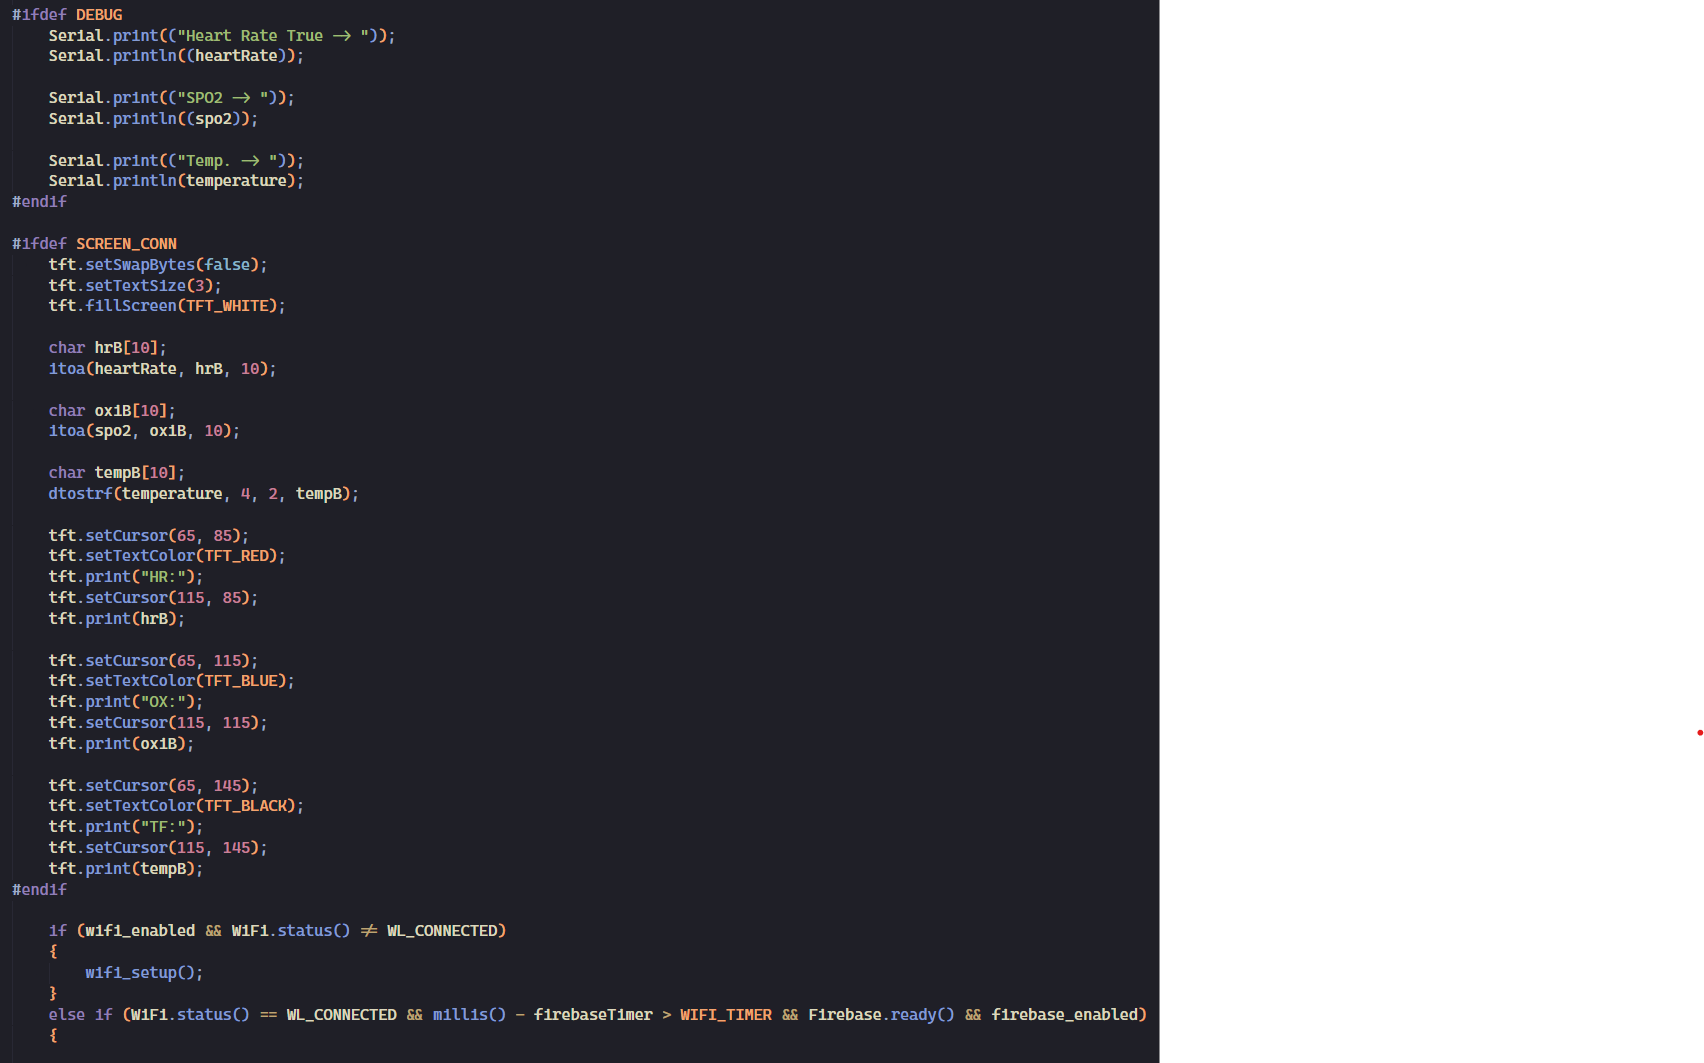 #ifdef DEBUG
    Serial.print(("Heart Rate True -> "));
    Serial.println((heartRate));

    Serial.print(("SPO2 -> "));
    Serial.println((spo2));

    Serial.print(("Temp. -> "));
    Serial.println(temperature);
#endif

#ifdef SCREEN_CONN
    tft.setSwapBytes(false);
    tft.setTextSize(3);
    tft.fillScreen(TFT_WHITE);

    char hrB[10];
    itoa(heartRate, hrB, 10);

    char oxiB[10];
    itoa(spo2, oxiB, 10);

    char tempB[10];
    dtostrf(temperature, 4, 2, tempB);

    tft.setCursor(65, 85);
    tft.setTextColor(TFT_RED);
    tft.print("HR:");
    tft.setCursor(115, 85);
    tft.print(hrB);

    tft.setCursor(65, 115);
    tft.setTextColor(TFT_BLUE);
    tft.print("OX:");
    tft.setCursor(115, 115);
    tft.print(oxiB);

    tft.setCursor(65, 145);
    tft.setTextColor(TFT_BLACK);
    tft.print("TF:");
    tft.setCursor(115, 145);
    tft.print(tempB);
#endif

    if (wifi_enabled && WiFi.status() != WL_CONNECTED)
    {
        wifi_setup();
    }
    else if (WiFi.status() == WL_CONNECTED && millis() - firebaseTimer > WIFI_TIMER && Firebase.ready() && firebase_enabled)
    {